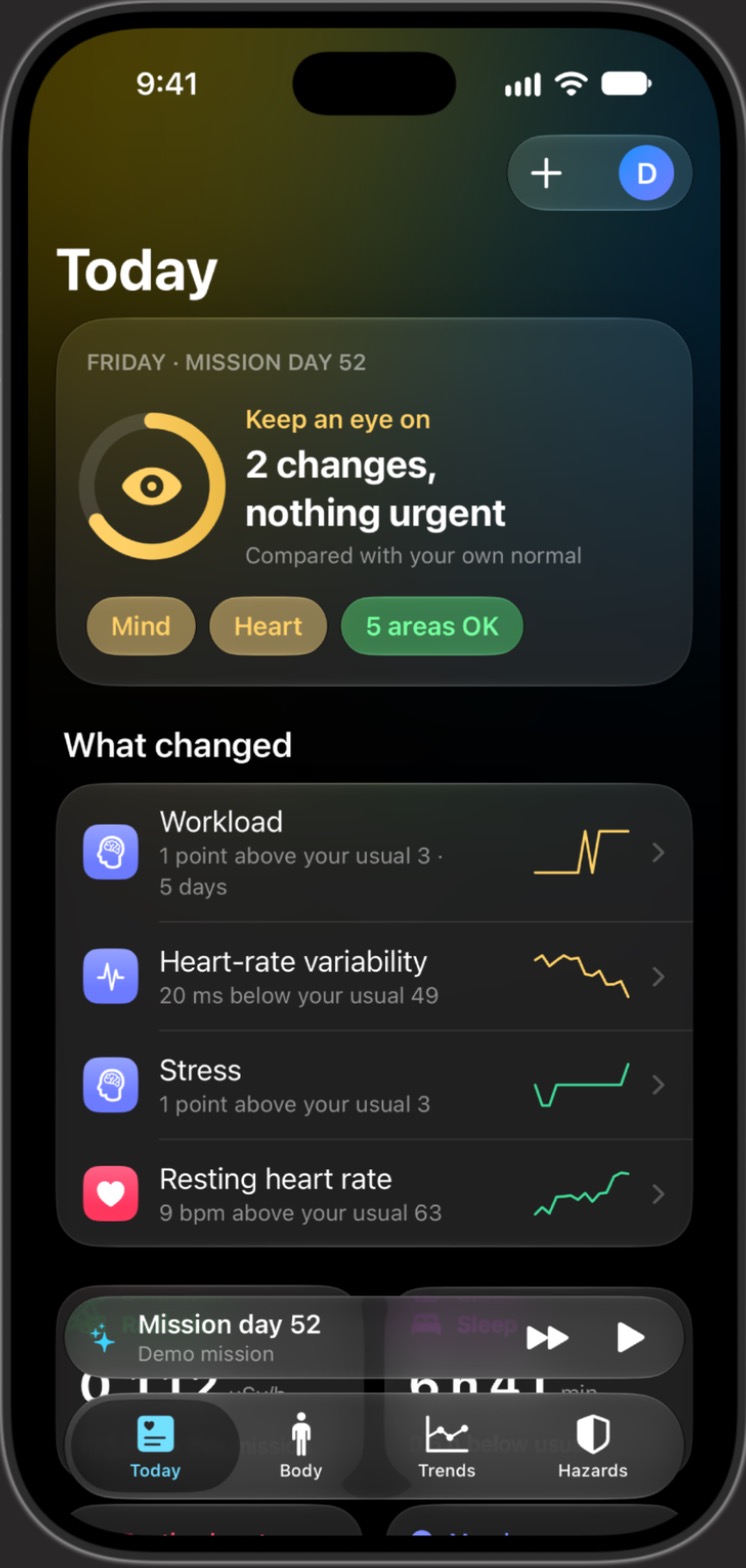 9:41
D
Today
FRIDAY · MISSION DAY 52
Keep an eye on
2 changes,
nothing urgent
Compared with your own normal
Mind Heart 5 areas OK
What changed
Workload
1 point above your usual 3 ·
5 days
Heart-rate variability
20 ms below your usual 49
Stress
1 point above your usual 3
Resting heart rate
9 bpm above your usual 63
Sleep
Mission day 52
Demo mission
min
below
Today Body Trends Hazards